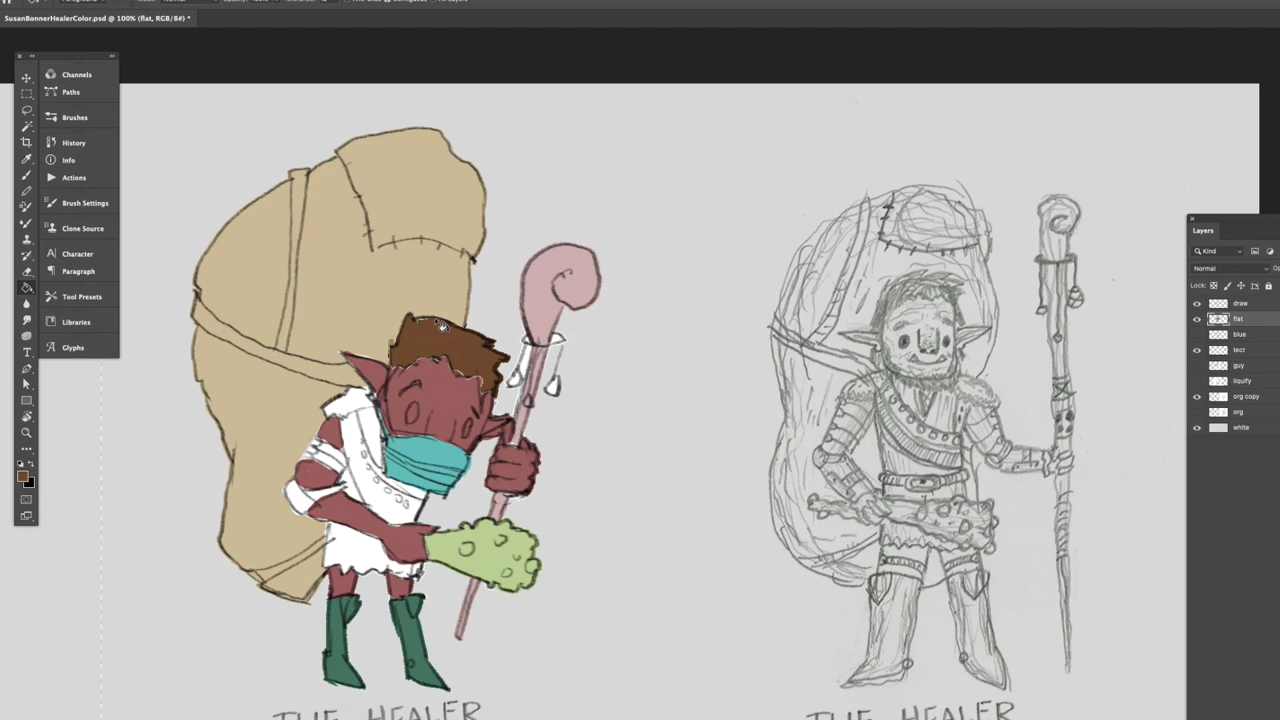 SusanBonnerHealerColor.psd @ 100% (flat, RGB/8#) *
Channels
Paths
Brushes
History
Info
Actions
Brush Settings
Clone Source
Character
Paragraph
Tool Presets
Libraries
Glyphs
THE HEALER
THE HEALER
Layers
Kind
Normal
Lock:
draw
flat
blue
tect
guy
liquify
org copy
org
white